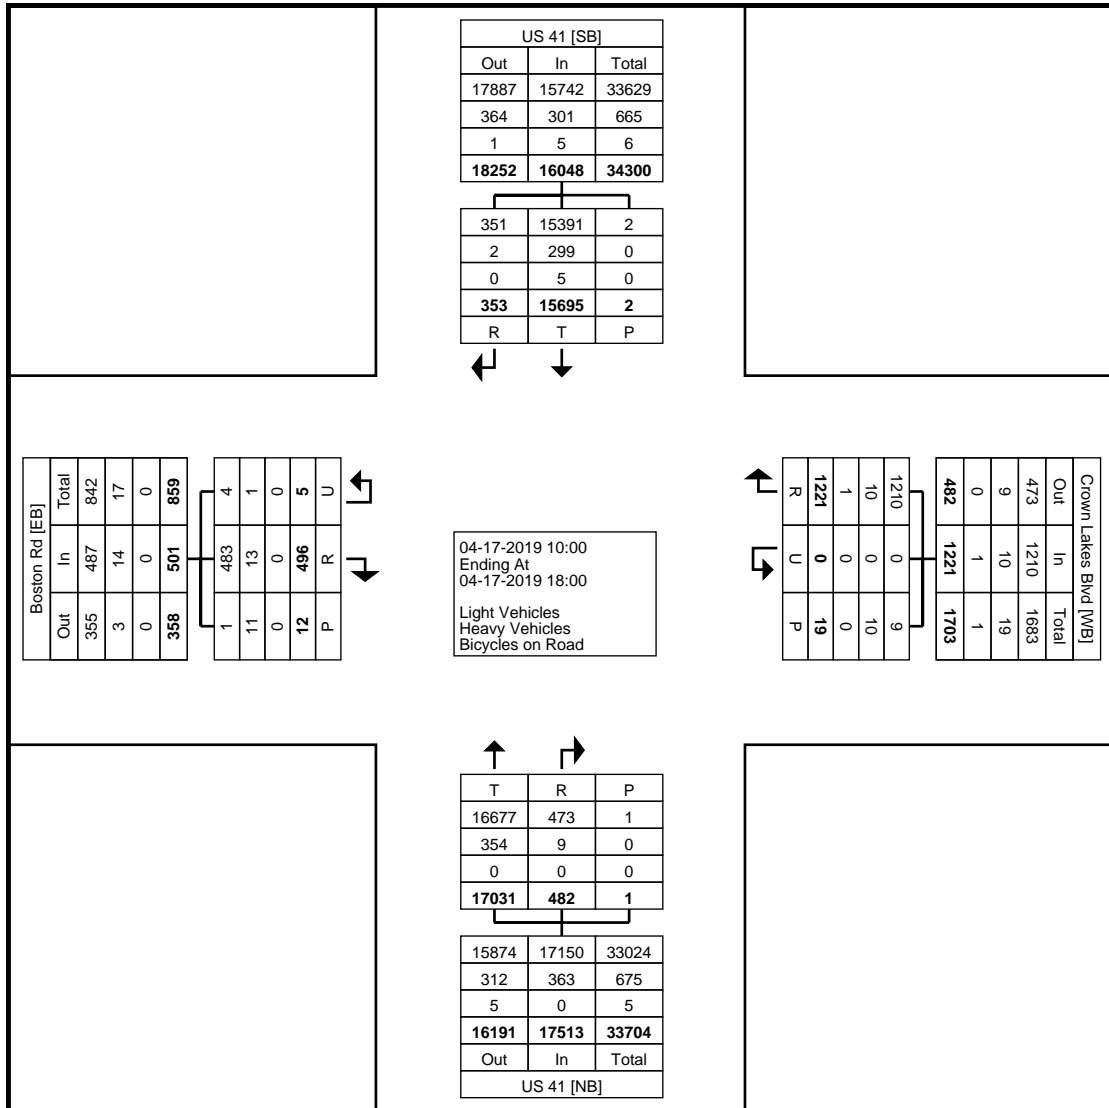 US 41 [SB]
Out In Total
17887 15742 33629
364 301 665
1 5 6
18252 16048 34300
351 15391 2
2 299 0
0 5 0
353 15695 2
R T P
Boston Rd [EB]
Total In Out
842 487 355
17 14 3
0 0 0
859 501 358
4 483 1
1 13 11
0 0 0
5 496 12
U R P
04-17-2019 10:00
Ending At
04-17-2019 18:00
Light Vehicles
Heavy Vehicles
Bicycles on Road
Crown Lakes Blvd [WB]
Out In Total
473 1210 1683
9 10 19
0 1 1
482 1221 1703
1210 0 9
10 0 10
1 0 0
1221 0 19
R U P
T R P
16677 473 1
354 9 0
0 0 0
17031 482 1
15874 17150 33024
312 363 675
5 0 5
16191 17513 33704
Out In Total
US 41 [NB]